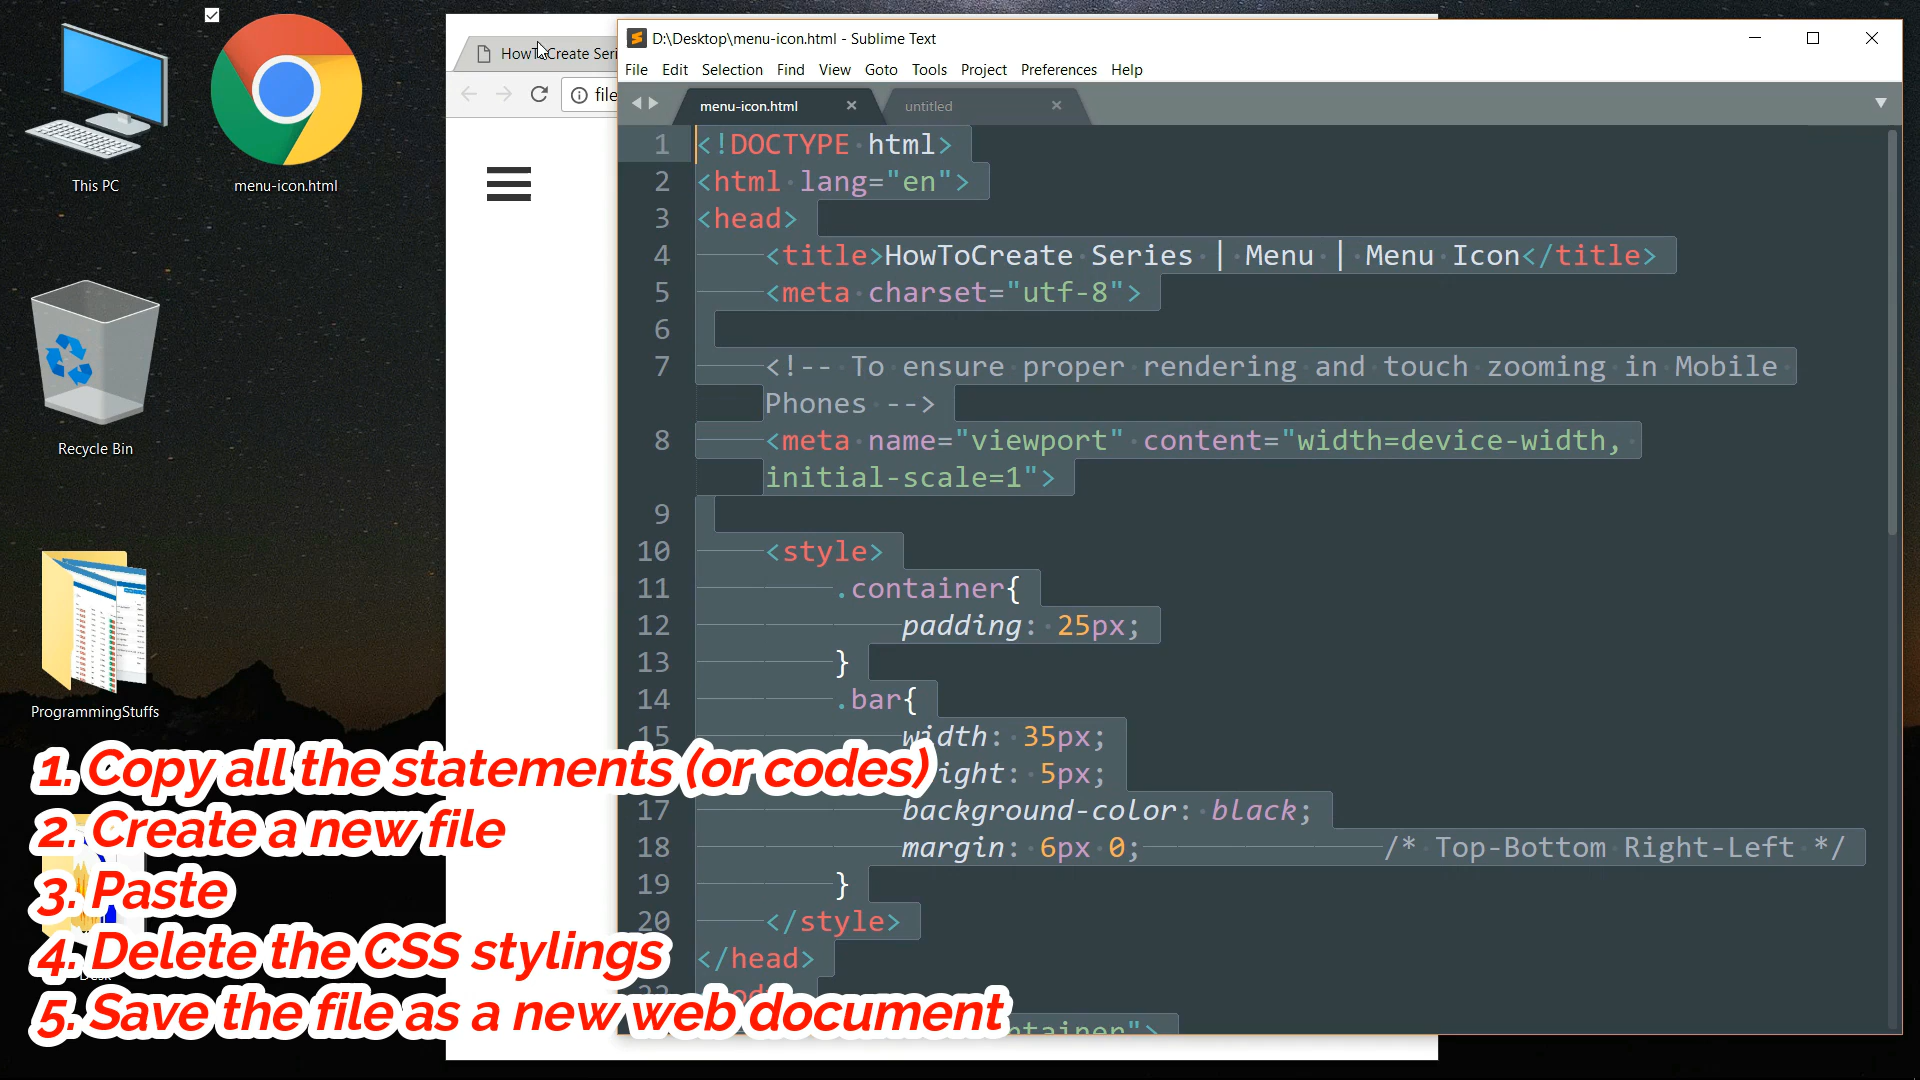 This PC
menu-icon.html
Recycle Bin
ProgrammingStuffs
HowToCreate Seri
file
D:\Desktop\menu-icon.html - Sublime Text
File Edit Selection Find View Goto Tools Project Preferences Help
menu-icon.html
untitled
1 <!DOCTYPE html>
2 <html lang="en">
3 <head>
4 <title>HowToCreate Series | Menu | Menu Icon</title>
5 <meta charset="utf-8">
6
7 <!-- To ensure proper rendering and touch zooming in Mobile
Phones -->
8 <meta name="viewport" content="width=device-width,
initial-scale=1">
9
10 <style>
11 .container{
12 padding: 25px;
13 }
14 .bar{
15 width: 35px;
ight: 5px;
17 background-color: black;
18 margin: 6px 0; /* Top-Bottom Right-Left */
19 }
20 </style>
</head>
1. Copy all the statements (or codes)
2. Create a new file
3. Paste
4. Delete the CSS stylings
5. Save the file as a new web document